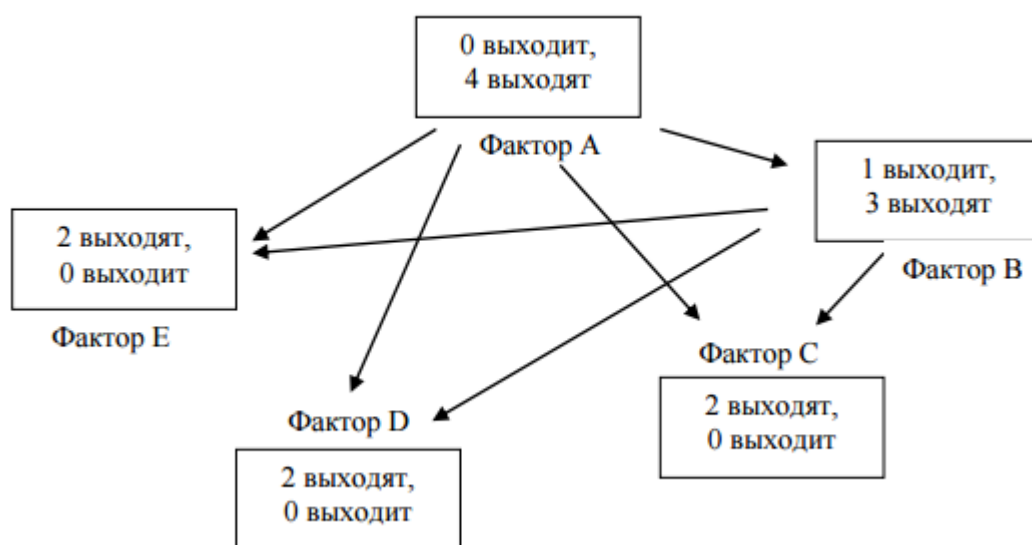 0 выходит,
4 выходят
Фактор A
1 выходит,
3 выходят
Фактор B
2 выходят,
0 выходит
Фактор E
Фактор C
2 выходят,
0 выходит
Фактор D
2 выходят,
0 выходит